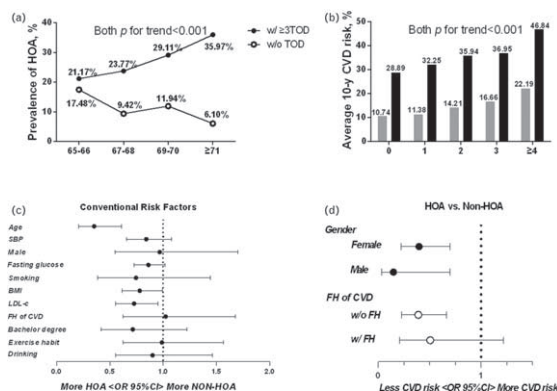 (a)
Both p for trend<0.001
w/ ≥3TOD
w/o TOD
Prevalence of HOA, %
40
30
20
10
0
21.17%
23.77%
29.11%
35.97%
17.48%
9.42%
11.94%
6.10%
65-66
67-68
69-70
≥71
(b)
Both p for trend<0.001
Average 10-y CVD risk, %
50
40
30
20
10
0
10.74
28.89
11.38
32.25
14.21
35.94
16.66
36.95
22.19
46.84
0
1
2
3
≥4
(c)
Conventional Risk Factors
Age
SBP
Male
Fasting glucose
Smoking
BMI
LDL-c
FH of CVD
Bachelor degree
Exercise habit
Drinking
0.0
0.5
1.0
1.5
2.0
More HOA <OR 95%CI> More NON-HOA
(d)
HOA vs. Non-HOA
Gender
Female
Male
FH of CVD
w/o FH
w/ FH
0
1
Less CVD risk <OR 95%CI> More CVD risk